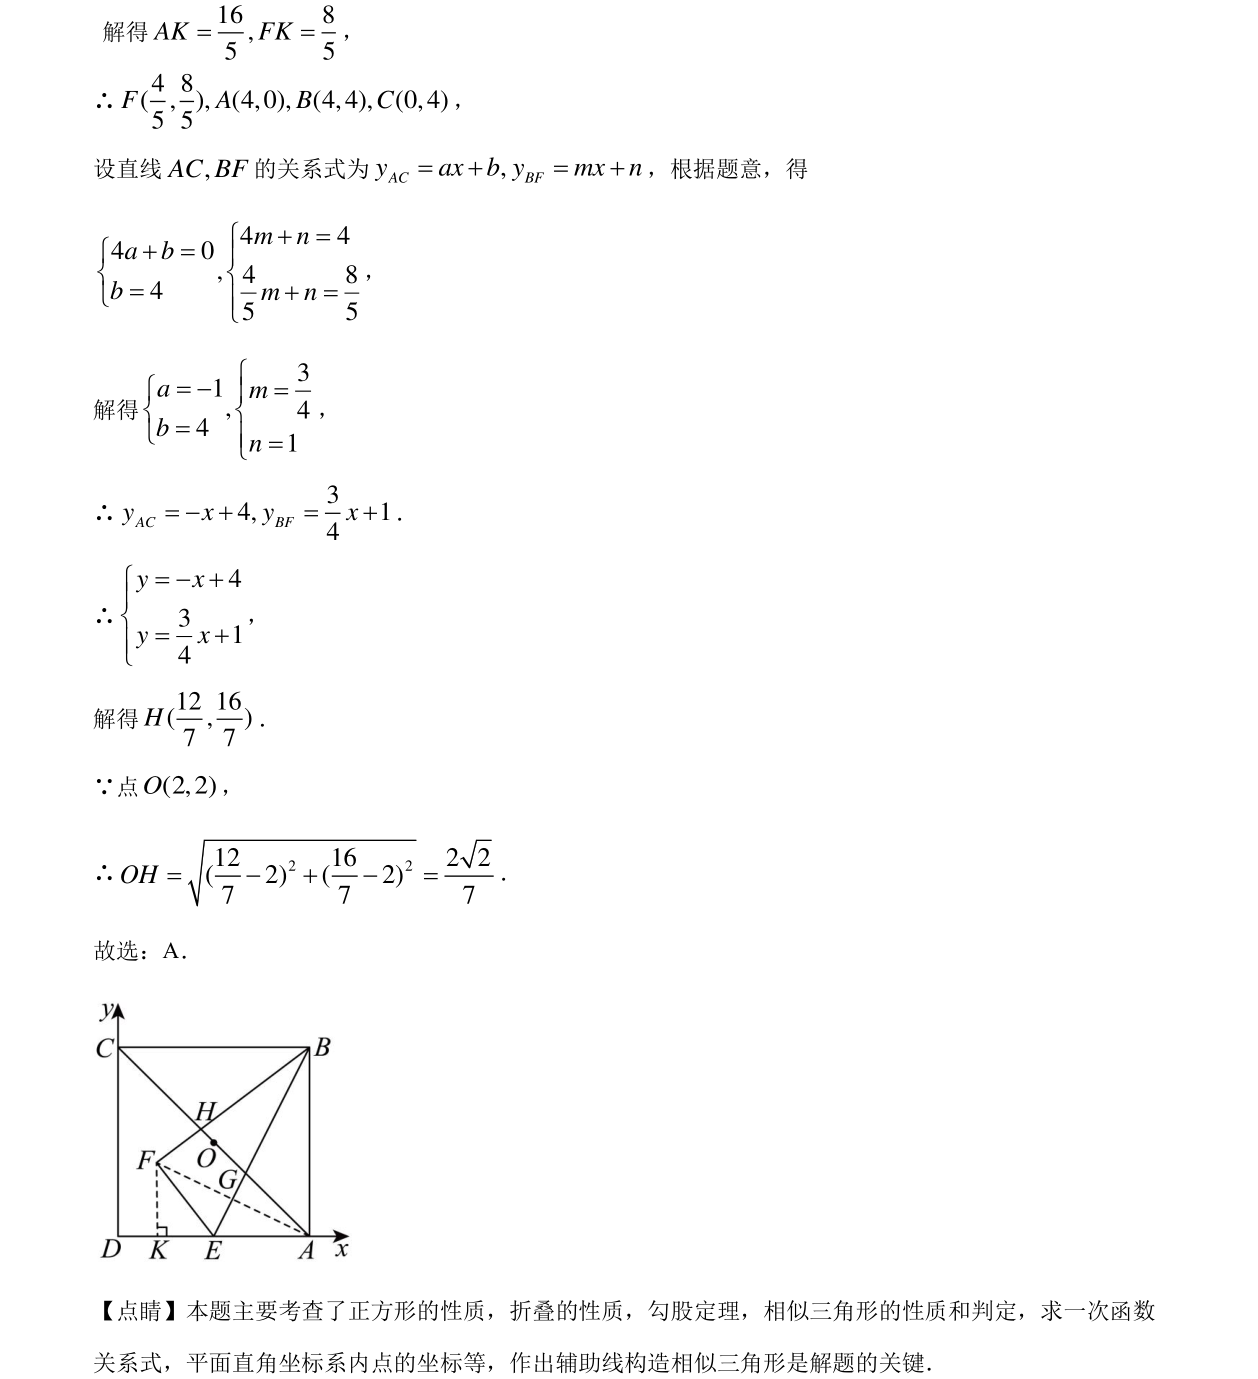 解得 AK = 16/5, FK = 8/5，
∴ F(4/5, 8/5), A(4,0), B(4,4), C(0,4)，
设直线 AC, BF 的关系式为 y_AC = ax+b, y_BF = mx+n，根据题意，得
{4a+b=0, b=4, {4m+n=4, 4/5 m+n=8/5，
解得 {a=−1, b=4, {m=3/4, n=1，
∴ y_AC = −x+4, y_BF = 3/4 x+1．
∴ {y=−x+4, y=3/4 x+1，
解得 H(12/7, 16/7)．
∵点 O(2,2)，
∴ OH = √((12/7−2)²+(16/7−2)²) = 2√2/7．
故选：A．
y
C
B
H
O
F
G
D
K
E
A
x
【点睛】本题主要考查了正方形的性质，折叠的性质，勾股定理，相似三角形的性质和判定，求一次函数
关系式，平面直角坐标系内点的坐标等，作出辅助线构造相似三角形是解题的关键．